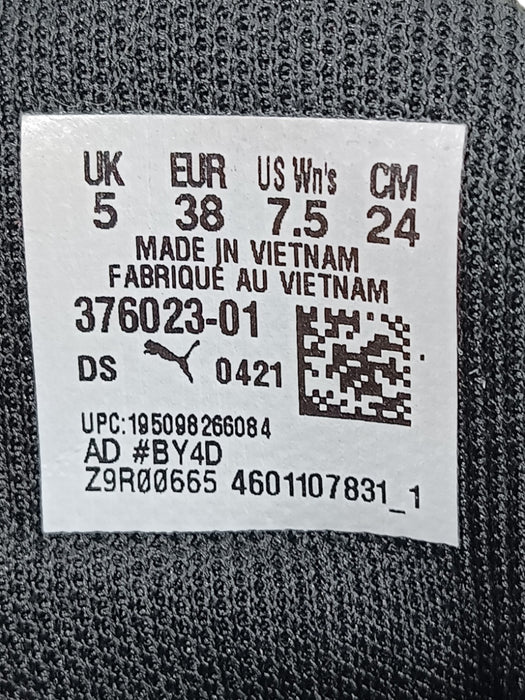 UK EUR US Wn's CM
5 38 7.5 24
MADE IN VIETNAM
FABRIQUÉ AU VIETNAM
376023-01
DS 0421
UPC:195098266084
AD #BY4D
Z9R00665 4601107831_1